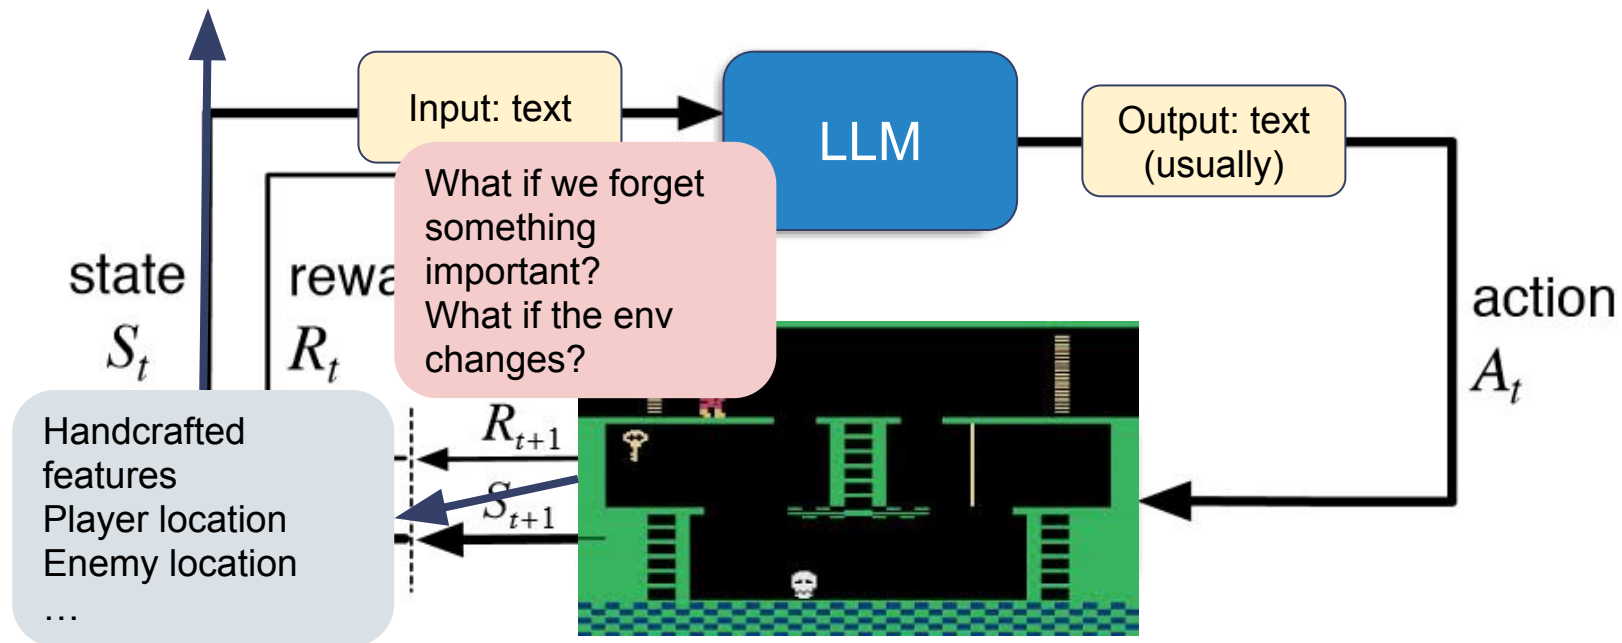 Input: text
LLM
Output: text
(usually)
What if we forget
something
important?
What if the env
changes?
state
S_t
rewa
R_t
action
A_t
Handcrafted
features
Player location
Enemy location
…
R_{t+1}
S_{t+1}